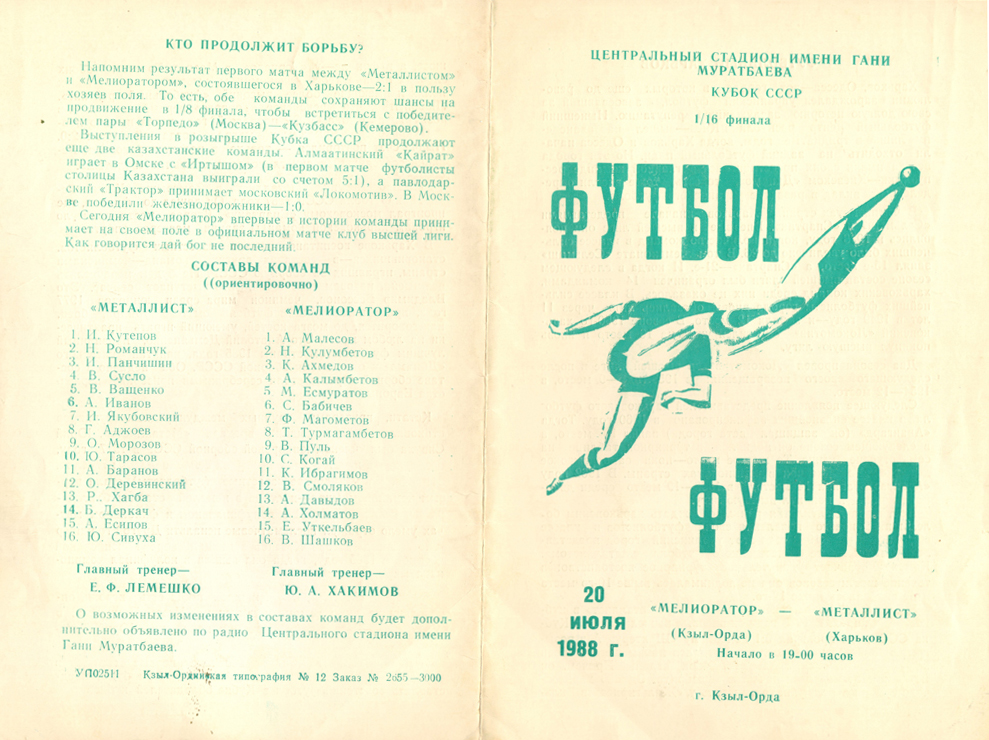 КТО ПРОДОЛЖИТ БОРЬБУ?
Напомним результат первого матча между «Металлистом»
и «Мелиоратором», состоявшегося в Харькове—2:1 в пользу
хозяев поля. То есть, обе команды сохраняют шансы на
продвижение в 1/8 финала, чтобы встретиться с победите-
лем пары «Торпедо» (Москва)—«Кузбасс» (Кемерово).
Выступления в розыгрыше Кубка СССР продолжают
еще две казахстанские команды. Алмаатинский «Кайрат»
играет в Омске с «Иртышом» (в первом матче футболисты
столицы Казахстана выиграли со счетом 5:1), а павлодар-
ский «Трактор» принимает московский «Локомотив». В Моск-
ве победили железнодорожники—1:0.
Сегодня «Мелиоратор» впервые в истории команды прини-
мает на своем поле в официальном матче клуб высшей лиги.
Как говорится дай бог не последний.
СОСТАВЫ КОМАНД
((ориентировочно)
«МЕТАЛЛИСТ»
1. И. Кутепов
2. Н. Романчук
3. И. Панчишин
4 В. Сусло
5. В. Ващенко
6. А. Иванов
7. И. Якубовский
8. Г. Аджоев
9. О. Морозов
10. Ю. Тарасов
11. А. Баранов
12. О. Деревинский
13. Р.. Хагба
14. Б. Деркач
15. А. Есипов
16. Ю. Сивуха
Главный тренер—
Е. Ф. ЛЕМЕШКО
«МЕЛИОРАТОР»
1. А. Малесов
2. Н. Кулумбетов
3. К. Ахмедов
4. А. Калымбетов
5 М. Есмуратов
6. С. Бабичев
7. Ф. Магометов
8. Т. Турмагамбетов
9. В. Пуль
10. С. Когай
11. К. Ибрагимов
12. В. Смоляков
13. А. Давыдов
14. А. Холматов
15. Е. Уткельбаев
16. В. Шашков
Главный тренер—
Ю. А. ХАКИМОВ
О возможных изменениях в составах команд будет допол-
нительно объявлено по радио Центрального стадиона имени
Гани Муратбаева.
УП02511 Кзыл-Ординская типография № 12 Заказ № 2655—3000
ЦЕНТРАЛЬНЫЙ СТАДИОН ИМЕНИ ГАНИ
МУРАТБАЕВА
КУБОК СССР
1/16 финала
ФУТБОЛ
ФУТБОЛ
20
ИЮЛЯ
1988 г.
«МЕЛИОРАТОР» — «МЕТАЛЛИСТ»
(Кзыл-Орда) (Харьков)
Начало в 19-00 часов
г. Кзыл-Орда